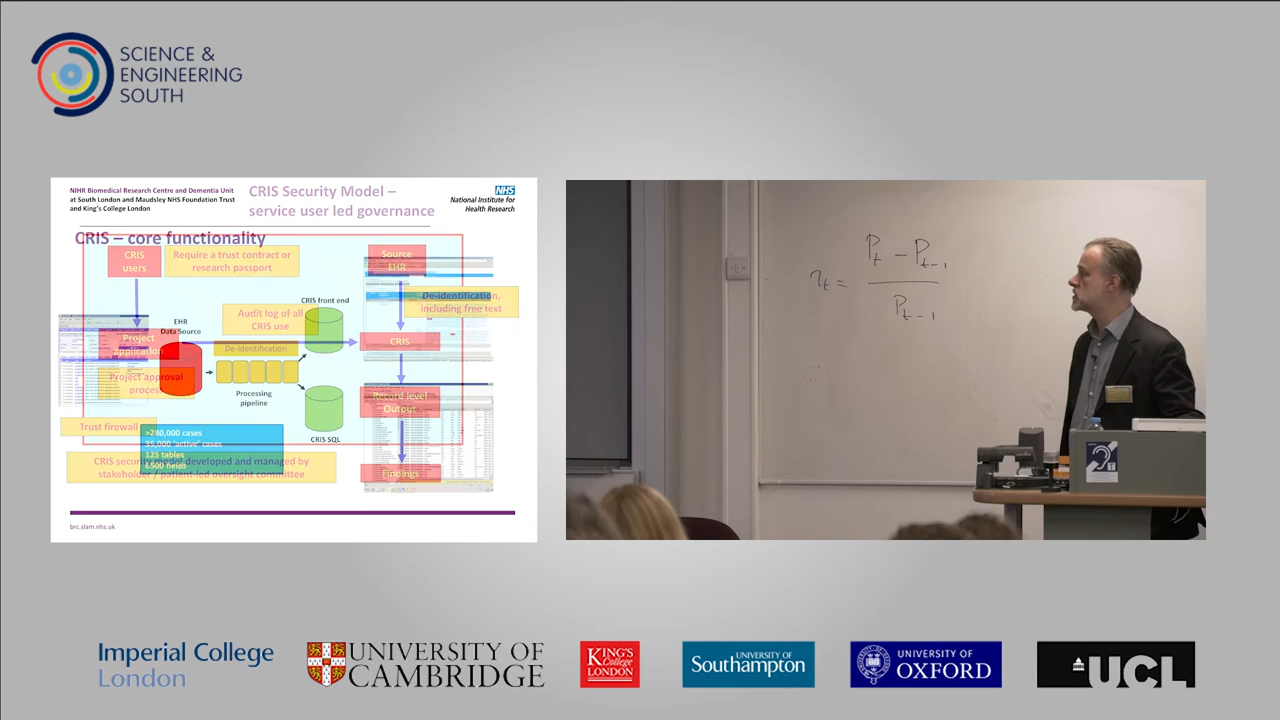 SCIENCE &
ENGINEERING
SOUTH
NIHR Biomedical Research Centre and Dementia Unit
at South London and Maudsley NHS Foundation Trust
and King's College London
CRIS Security Model –
service user led governance
NHS
National Institute for
Health Research
CRIS – core functionality
CRIS
users
Require a trust contract or
research passport
Source
EHR
De-identification,
including free text
CRIS front end
Audit log of all
CRIS use
EHR
Data Source
Project
application
De identification
CRIS
Project approval
process
Processing
pipeline
Record level
Output
Trust firewall
>280,000 cases
35,000 'active' cases
125 tables
6500 fields
CRIS SQL
CRIS security model developed and managed by
stakeholder / patient-led oversight committee
Findings
brc.slam.nhs.uk
r_t = (P_t - P_{t-1}) / P_{t-1}
Imperial College
London
UNIVERSITY OF
CAMBRIDGE
KING'S
College
LONDON
UNIVERSITY OF
Southampton
UNIVERSITY OF
OXFORD
UCL